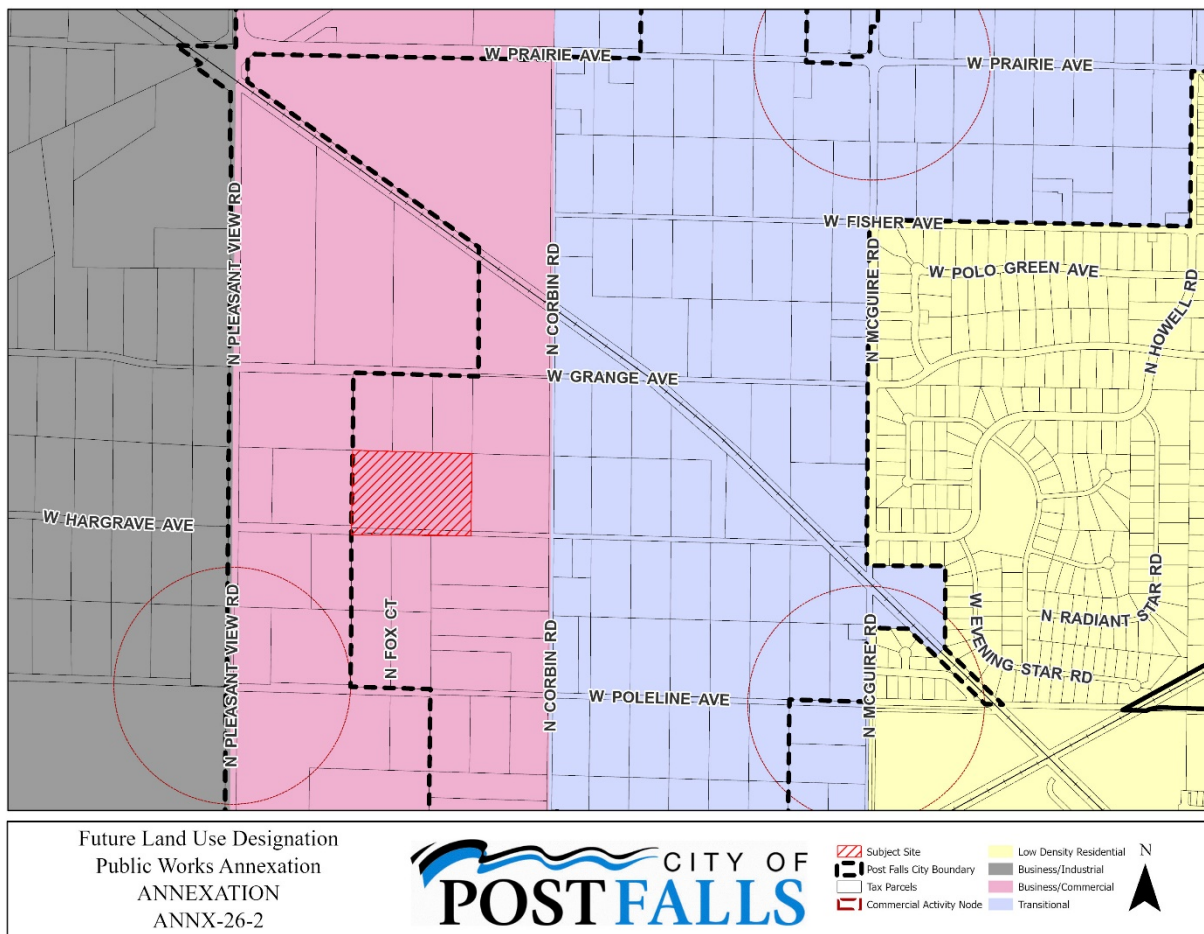 W PRAIRIE AVE
W PRAIRIE AVE
N PLEASANT VIEW RD
N CORBIN RD
W FISHER AVE
N MCGUIRE RD
W POLO GREEN AVE
N HOWELL RD
W GRANGE AVE
W HARGRAVE AVE
N PLEASANT VIEW RD
N FOX CT
N CORBIN RD
W POLELINE AVE
N MCGUIRE RD
W EVENING STAR RD
N RADIANT STAR RD
Future Land Use Designation
Public Works Annexation
ANNEXATION
ANNX-26-2
CITY OF
POST FALLS
Subject Site
Post Falls City Boundary
Tax Parcels
Commercial Activity Node
Low Density Residential
Business/Industrial
Business/Commercial
Transitional
N